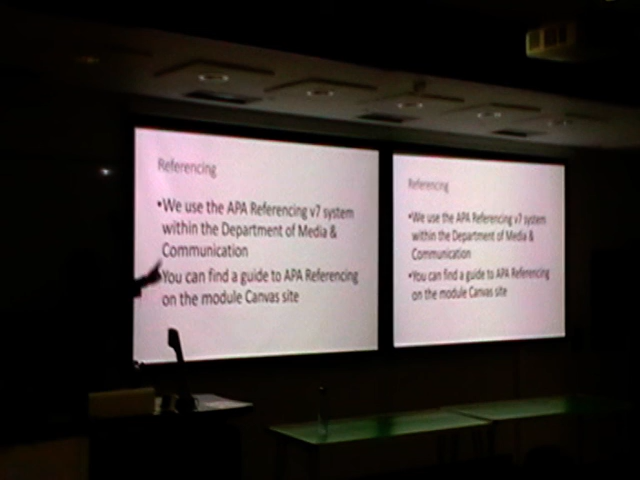 Referencing
•We use the APA Referencing v7 system
within the Department of Media &
Communication
•You can find a guide to APA Referencing
on the module Canvas site
Referencing
•We use the APA Referencing v7 system
within the Department of Media &
Communication
•You can find a guide to APA Referencing
on the module Canvas site